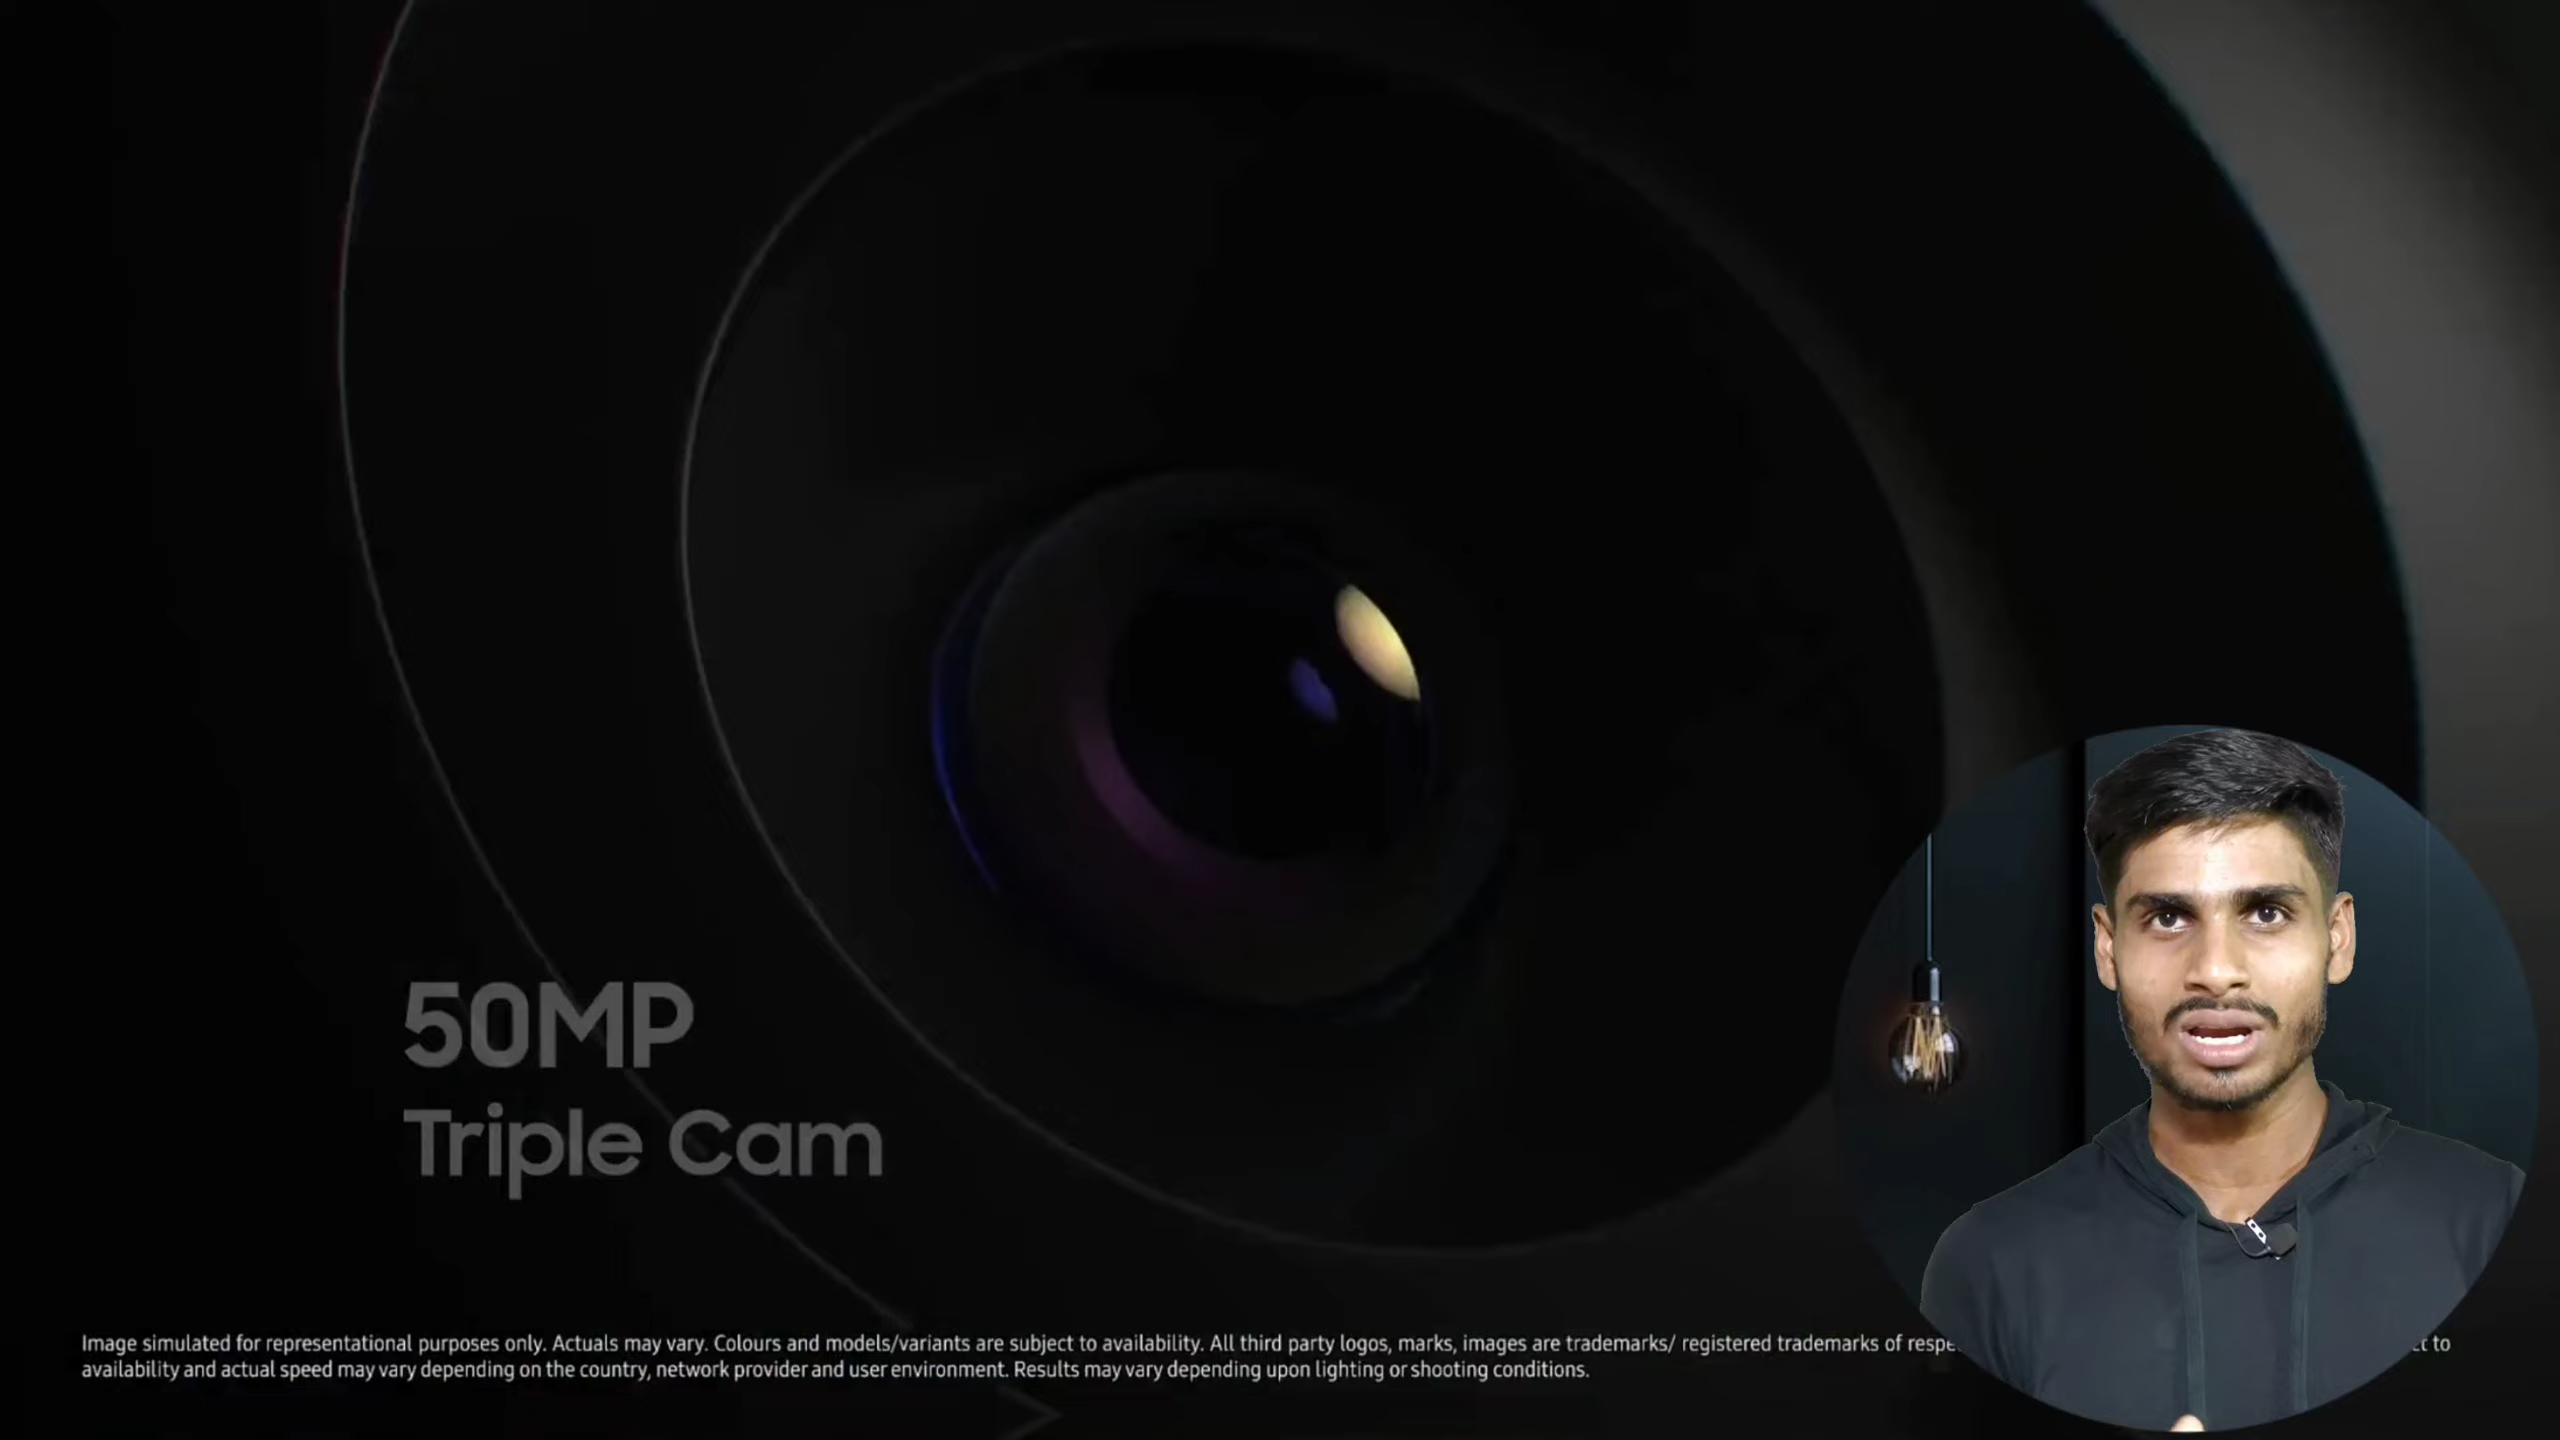 50MP
Triple Cam
Image simulated for representational purposes only. Actuals may vary. Colours and models/variants are subject to availability. All third party logos, marks, images are trademarks/ registered trademarks of to
availability and actual speed may vary depending on the country, network provider and user environment. Results may vary depending upon lighting or shooting conditions.